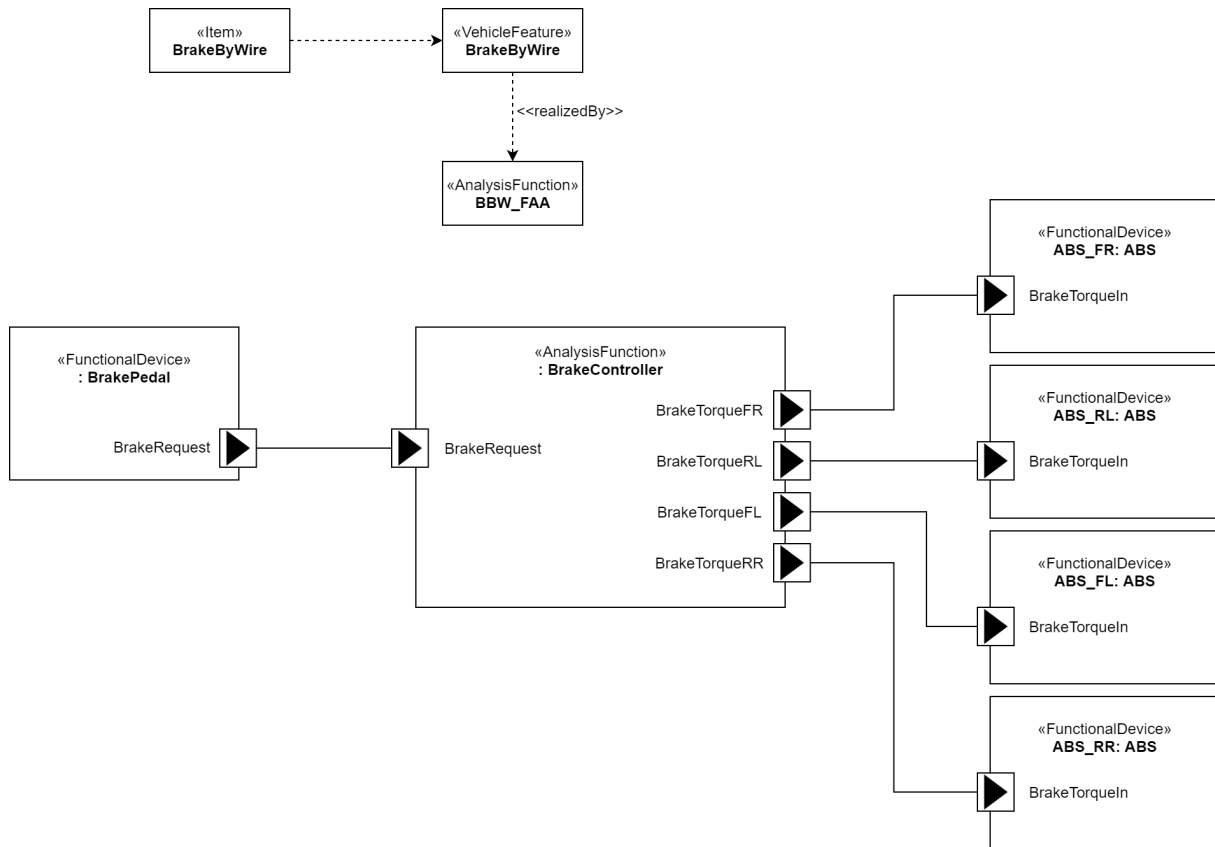 «Item»
BrakeByWire
«VehicleFeature»
BrakeByWire
<<realizedBy>>
«AnalysisFunction»
BBW_FAA
«FunctionalDevice»
: BrakePedal
BrakeRequest
«AnalysisFunction»
: BrakeController
BrakeRequest
BrakeTorqueFR
BrakeTorqueRL
BrakeTorqueFL
BrakeTorqueRR
«FunctionalDevice»
ABS_FR: ABS
BrakeTorqueIn
«FunctionalDevice»
ABS_RL: ABS
BrakeTorqueIn
«FunctionalDevice»
ABS_FL: ABS
BrakeTorqueIn
«FunctionalDevice»
ABS_RR: ABS
BrakeTorqueIn